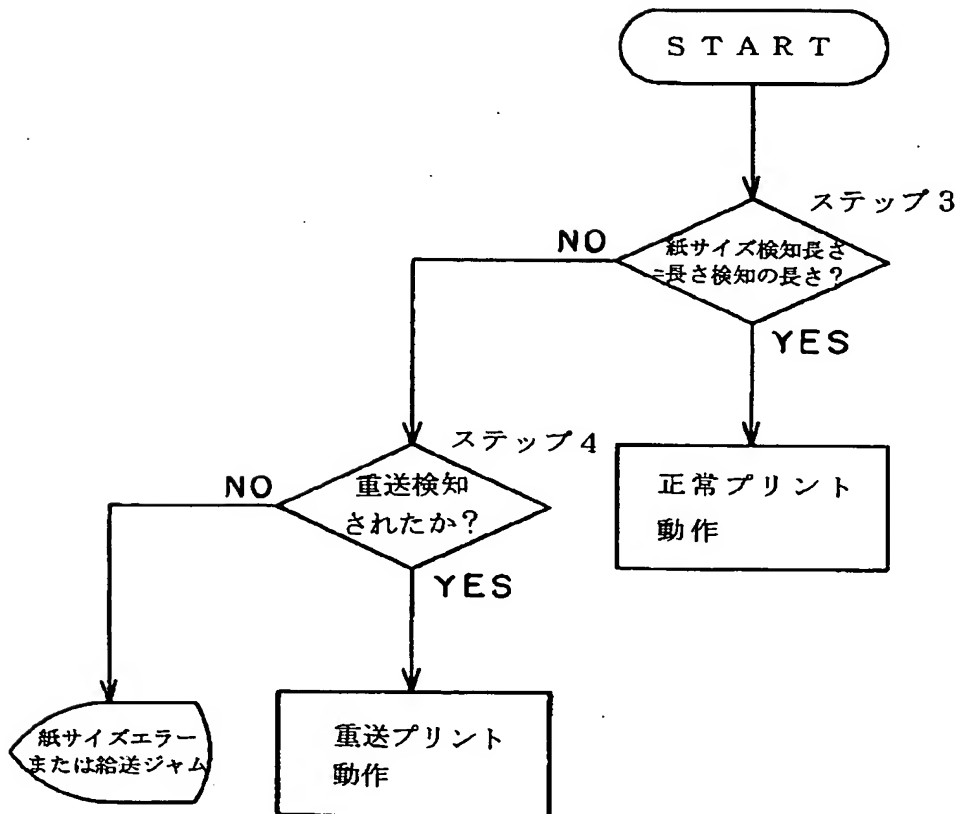 START
ステップ3
NO
紙サイズ検知長さ
=長さ検知の長さ?
YES
ステップ4
NO
重送検知
されたか?
正常プリント
動作
YES
紙サイズエラー
または給送ジャム
重送プリント
動作